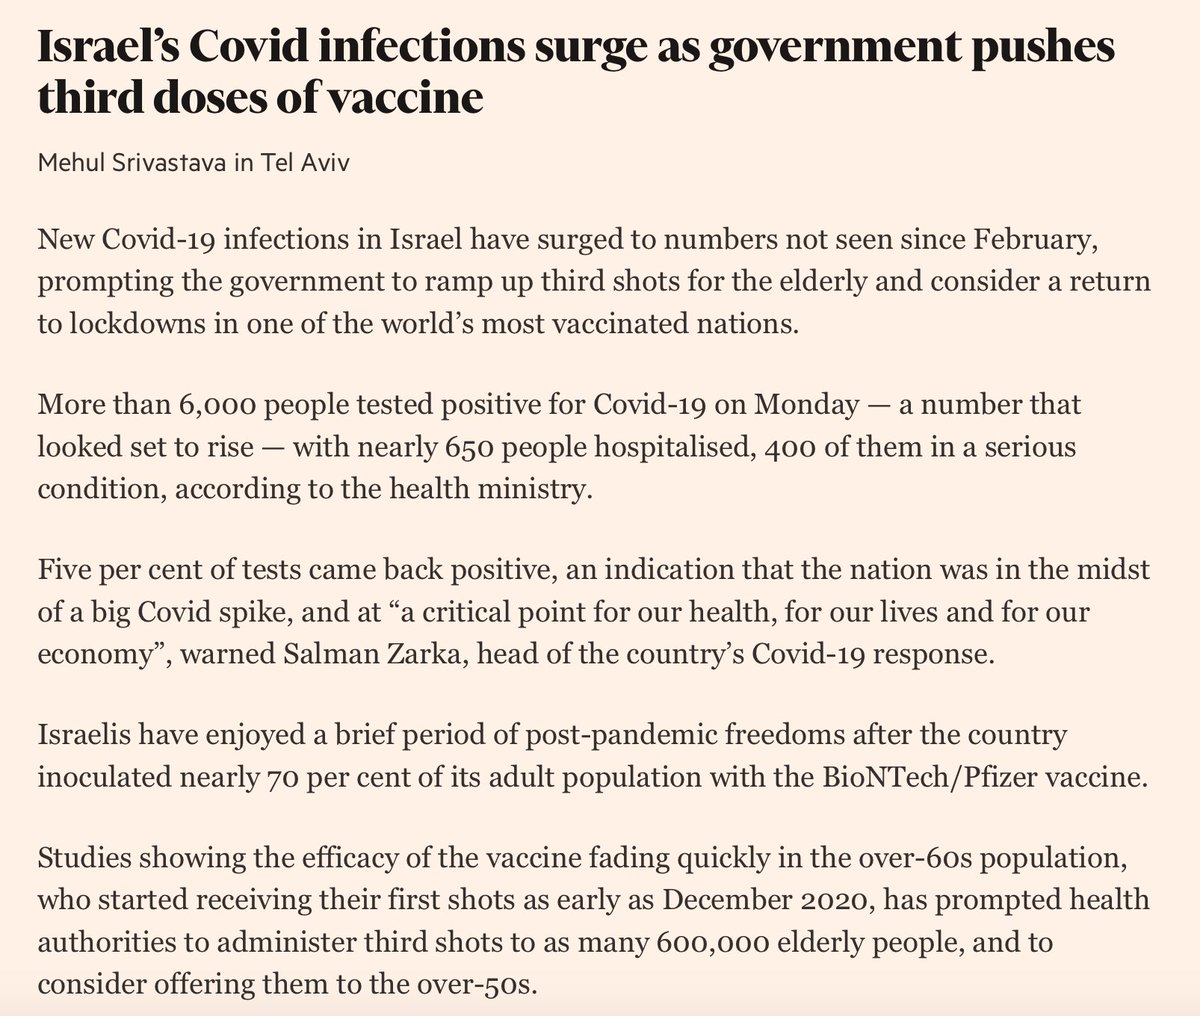 Israel’s Covid infections surge as government pushes
third doses of vaccine
Mehul Srivastava in Tel Aviv
New Covid-19 infections in Israel have surged to numbers not seen since February,
prompting the government to ramp up third shots for the elderly and consider a return
to lockdowns in one of the world’s most vaccinated nations.
More than 6,000 people tested positive for Covid-19 on Monday — a number that
looked set to rise — with nearly 650 people hospitalised, 400 of them in a serious
condition, according to the health ministry.
Five per cent of tests came back positive, an indication that the nation was in the midst
of a big Covid spike, and at “a critical point for our health, for our lives and for our
economy”, warned Salman Zarka, head of the country’s Covid-19 response.
Israelis have enjoyed a brief period of post-pandemic freedoms after the country
inoculated nearly 70 per cent of its adult population with the BioNTech/Pfizer vaccine.
Studies showing the efficacy of the vaccine fading quickly in the over-60s population,
who started receiving their first shots as early as December 2020, has prompted health
authorities to administer third shots to as many 600,000 elderly people, and to
consider offering them to the over-50s.